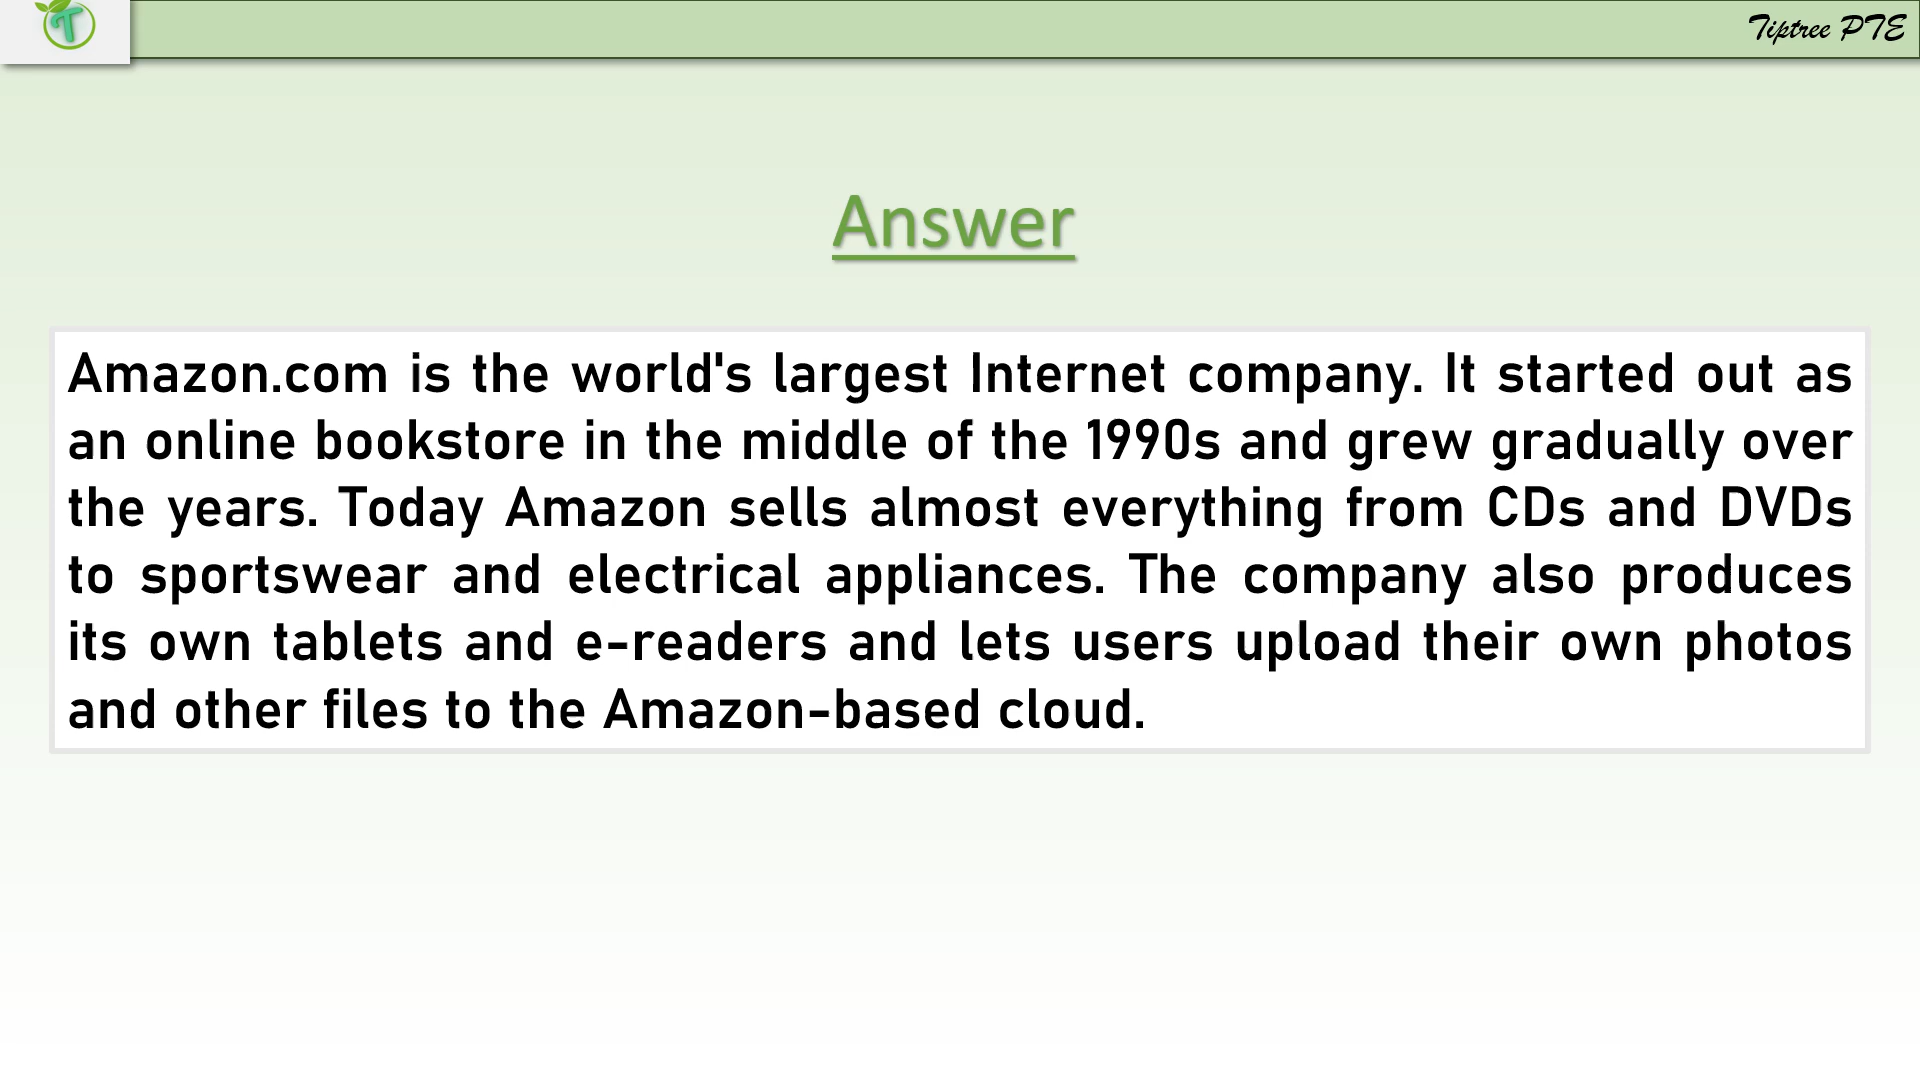 T
Tiptree PTE
Answer
Amazon.com is the world's largest Internet company. It started out as
an online bookstore in the middle of the 1990s and grew gradually over
the years. Today Amazon sells almost everything from CDs and DVDs
to sportswear and electrical appliances. The company also produces
its own tablets and e-readers and lets users upload their own photos
and other files to the Amazon-based cloud.